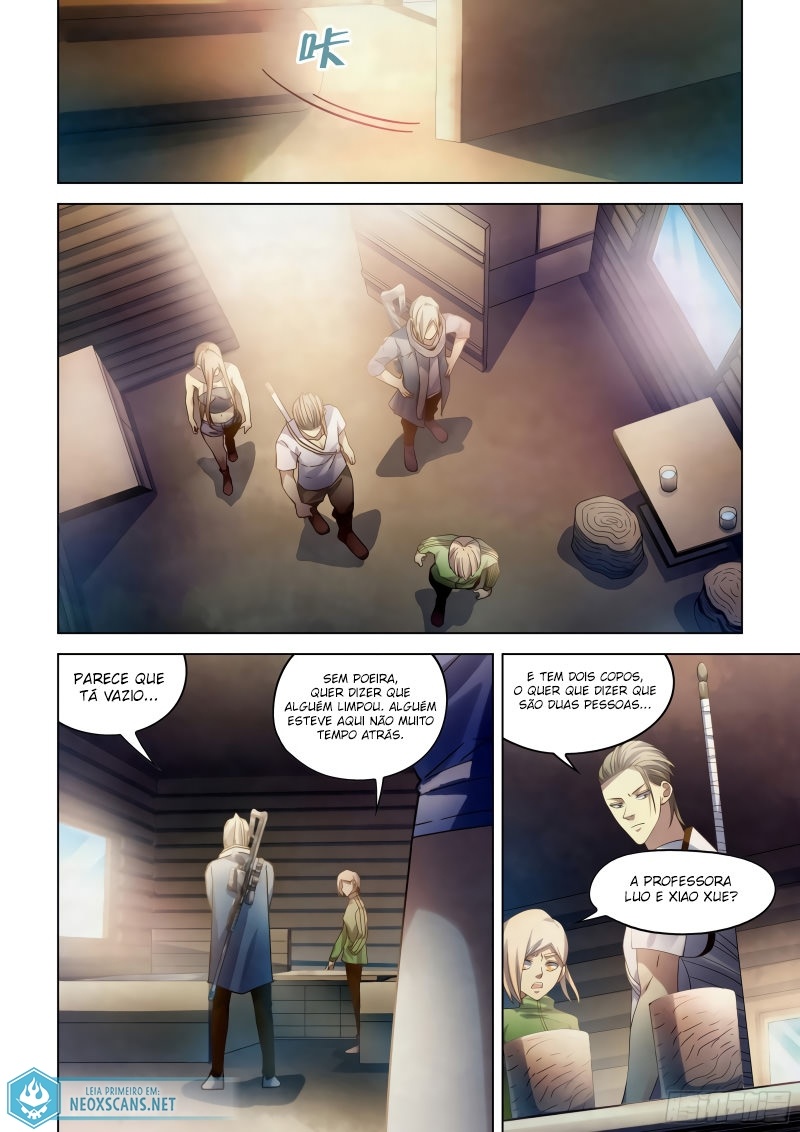 咔
PARECE QUE
TÁ VAZIO...
SEM POEIRA,
QUER DIZER QUE
ALGUÉM LIMPOU. ALGUÉM
ESTEVE AQUI NÃO MUITO
TEMPO ATRÁS.
E TEM DOIS COPOS,
O QUER QUE DIZER QUE
SÃO DUAS PESSOAS...
A PROFESSORA
LUO E XIAO XUE?
LEIA PRIMEIRO EM:
NEOXSCANS.NET